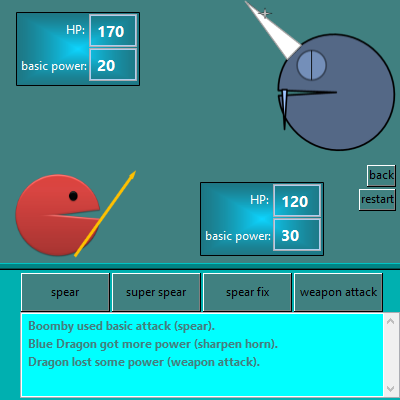 HP: 170
basic power: 20
back
restart
HP: 120
basic power: 30
spear super spear spear fix weapon attack
Boomby used basic attack (spear).
Blue Dragon got more power (sharpen horn).
Dragon lost some power (weapon attack).